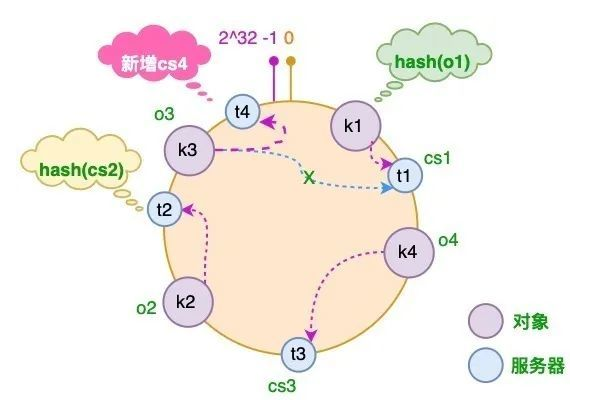 2^32 -1 0
新增cs4
hash(o1)
t4
k1
o3
k3
cs1
hash(cs2)
X
t1
t2
o4
k4
k2
o2
t3
cs3
对象
服务器